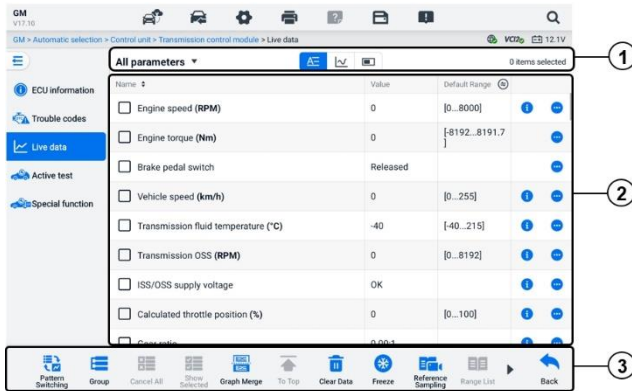 GM
V17.10
GM > Automatic selection > Control unit > Transmission control module > Live data
VCI 12.1V
All parameters
0 items selected
1
Name Value Default Range
ECU information
Trouble codes
Live data
Active test
Special function
Engine speed (RPM) 0 [0...8000]
Engine torque (Nm) 0 [-8192...8191.7
]
Brake pedal switch Released
Vehicle speed (km/h) 0 [0...255]
Transmission fluid temperature (°C) -40 [-40...215]
Transmission OSS (RPM) 0 [0...8192]
ISS/OSS supply voltage OK
Calculated throttle position (%) 0 [0...100]
Gear ratio 0.00:1
2
Pattern
Switching
Group
Cancel All
Show
Selected
Graph Merge
To Top
Clear Data
Freeze
Reference
Sampling
Range List
Back
3